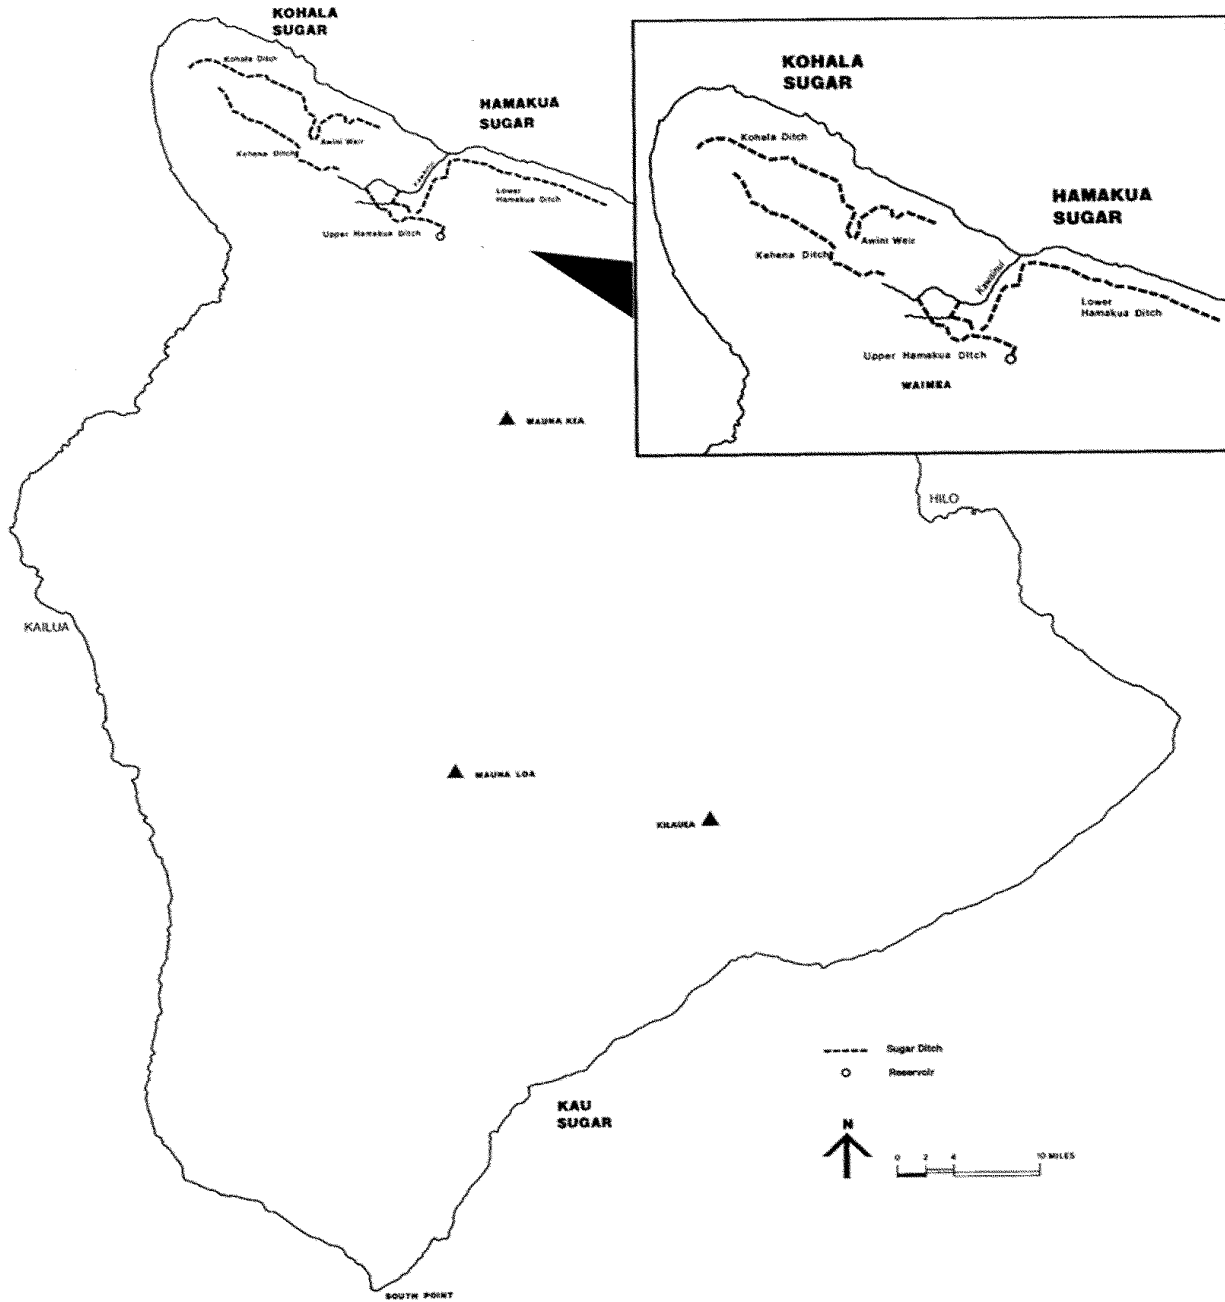 KOHALA
SUGAR
Kohala Ditch
HAMAKUA
SUGAR
Awini Weir
Kehena Ditch
Lower
Hamakua Ditch
Upper Hamakua Ditch
KOHALA
SUGAR
Kohala Ditch
HAMAKUA
SUGAR
Awini Weir
Kehena Ditch
Lower
Hamakua Ditch
Upper Hamakua Ditch
WAIMEA
MAUNA KEA
HILO
KAILUA
MAUNA LOA
KILAUEA
Sugar Ditch
Reservoir
KAU
SUGAR
N
0 2 4 10 MILES
SOUTH POINT